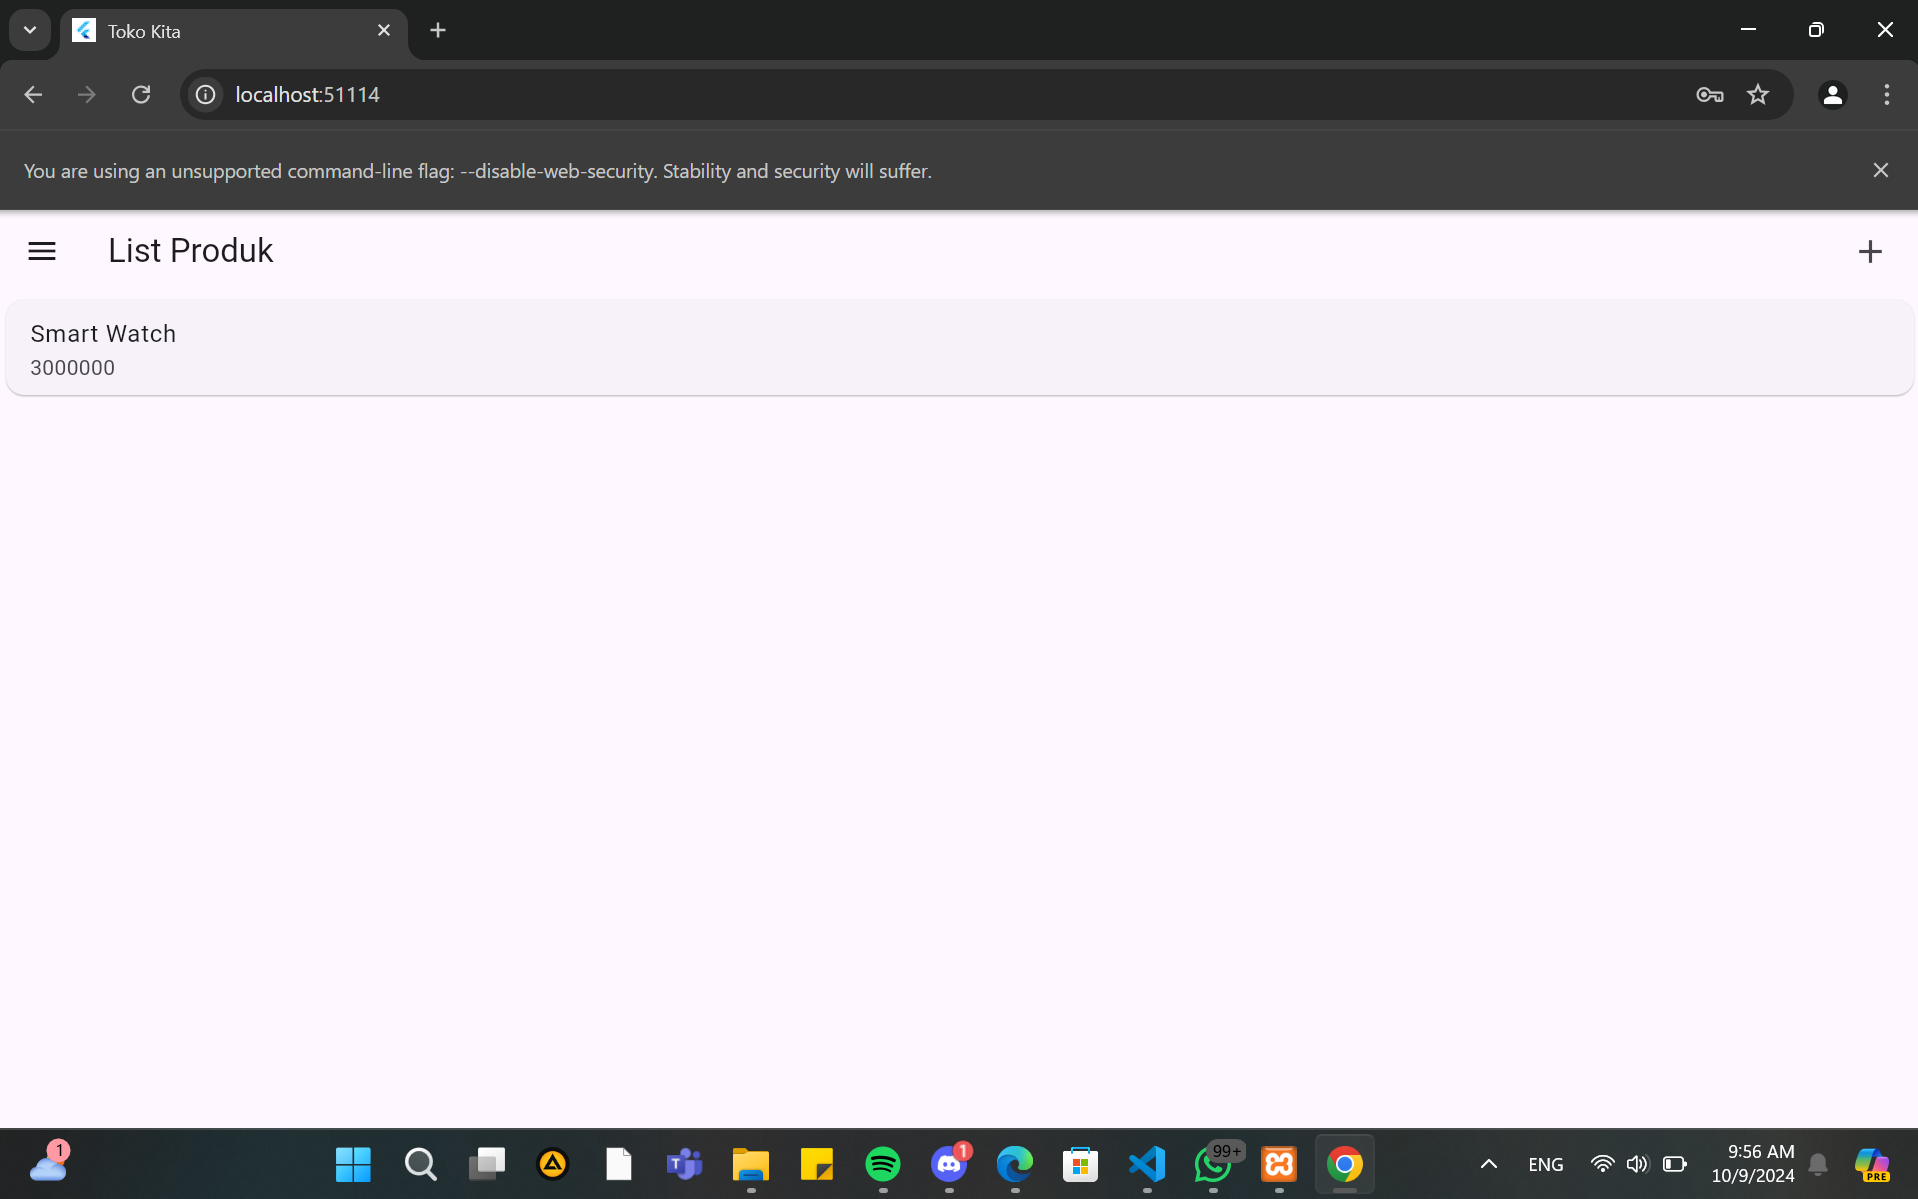 Toko Kita
localhost:51114
You are using an unsupported command-line flag: --disable-web-security. Stability and security will suffer.
List Produk
Smart Watch
3000000
1
T
1
99+
ENG
9:56 AM
10/9/2024
PRE